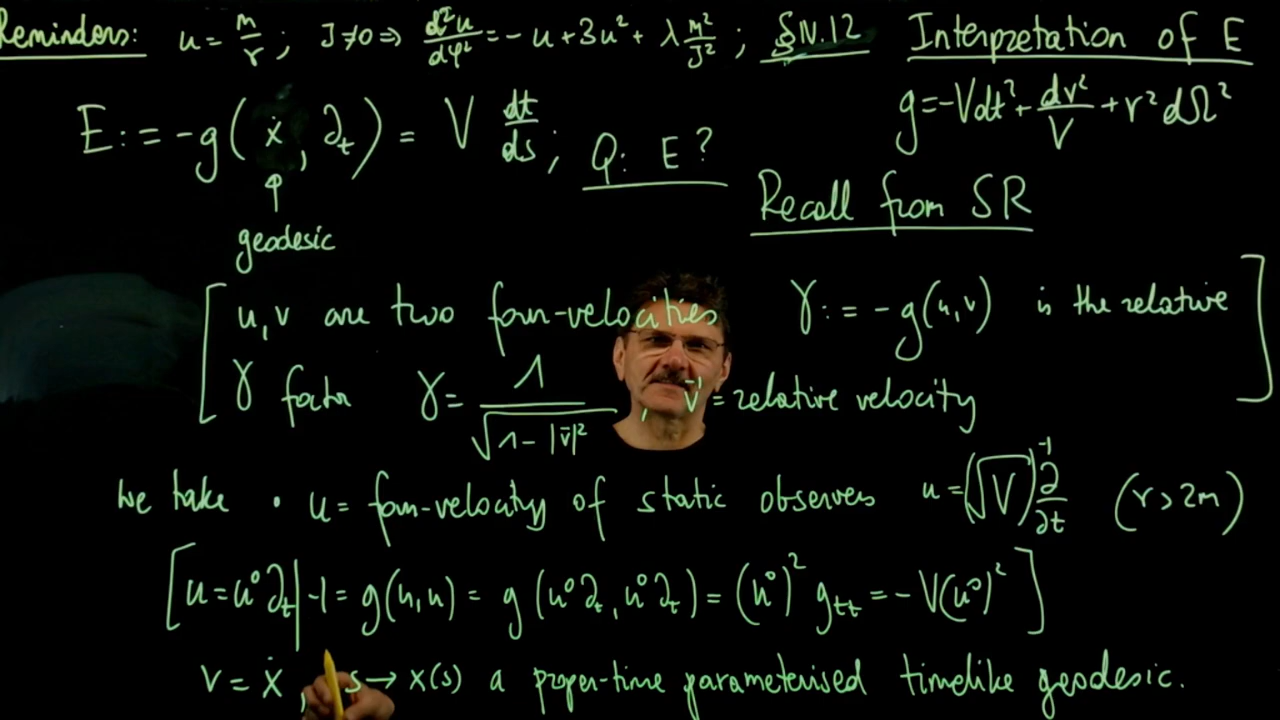 Reminders: u = m/r ; J≠0 ⇒ d²u/dφ² = -u + 3u² + λ m²/J² ; §IV.12 Interpretation of E
g = -Vdt² + dr²/V + r²dΩ²
E := -g(ẋ, ∂ₜ) = V dt/ds ; Q: E?
↑
geodesic
Recall from SR
[u,v are two four-velocities γ := -g(u,v) is the relative
γ factor γ = 1/√(1-|v⃗|²) , v⃗ = relative velocity]
We take • u = four-velocity of static observers u = (√V)⁻¹ ∂/∂t (r > 2m)
[u = u⁰∂ₜ | -1 = g(u,u) = g(u⁰∂ₜ, u⁰∂ₜ) = (u⁰)² gₜₜ = -V(u⁰)²]
v = ẋ , s → x(s) a proper-time parameterised timelike geodesic.